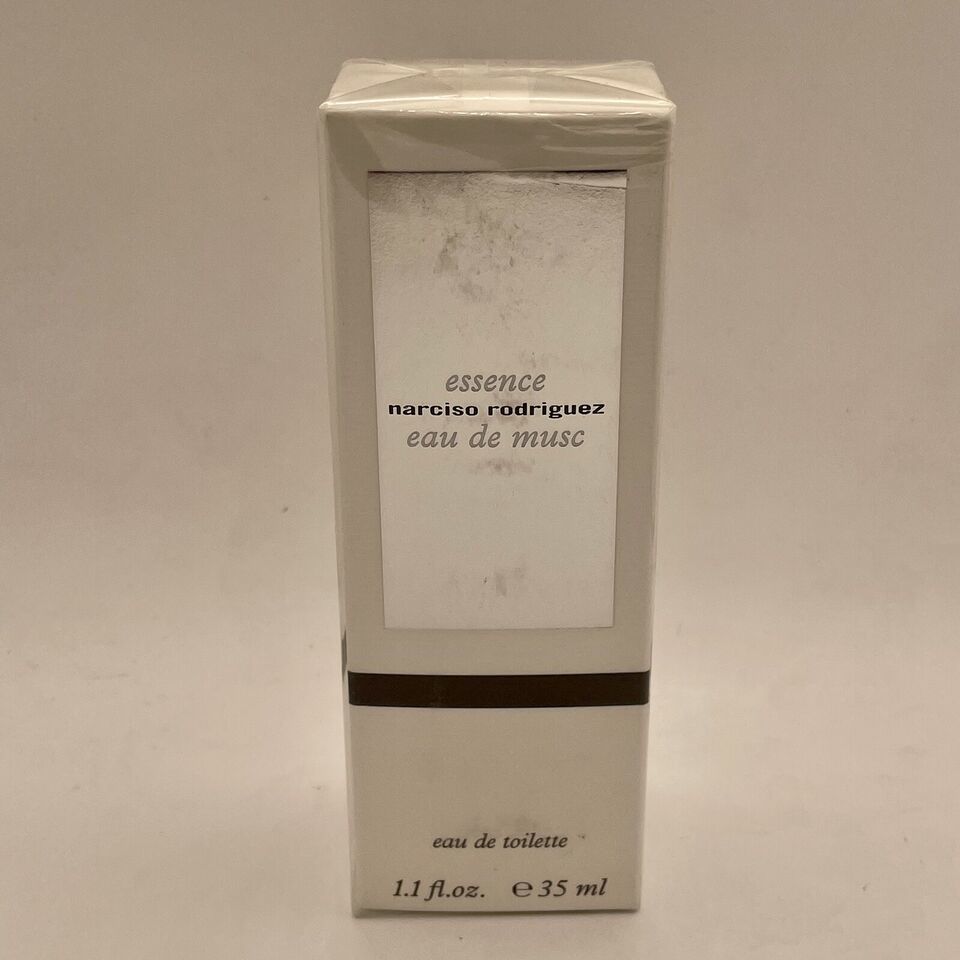 essence
narciso rodriguez
eau de musc
eau de toilette
1.1 fl.oz. ℮ 35 ml